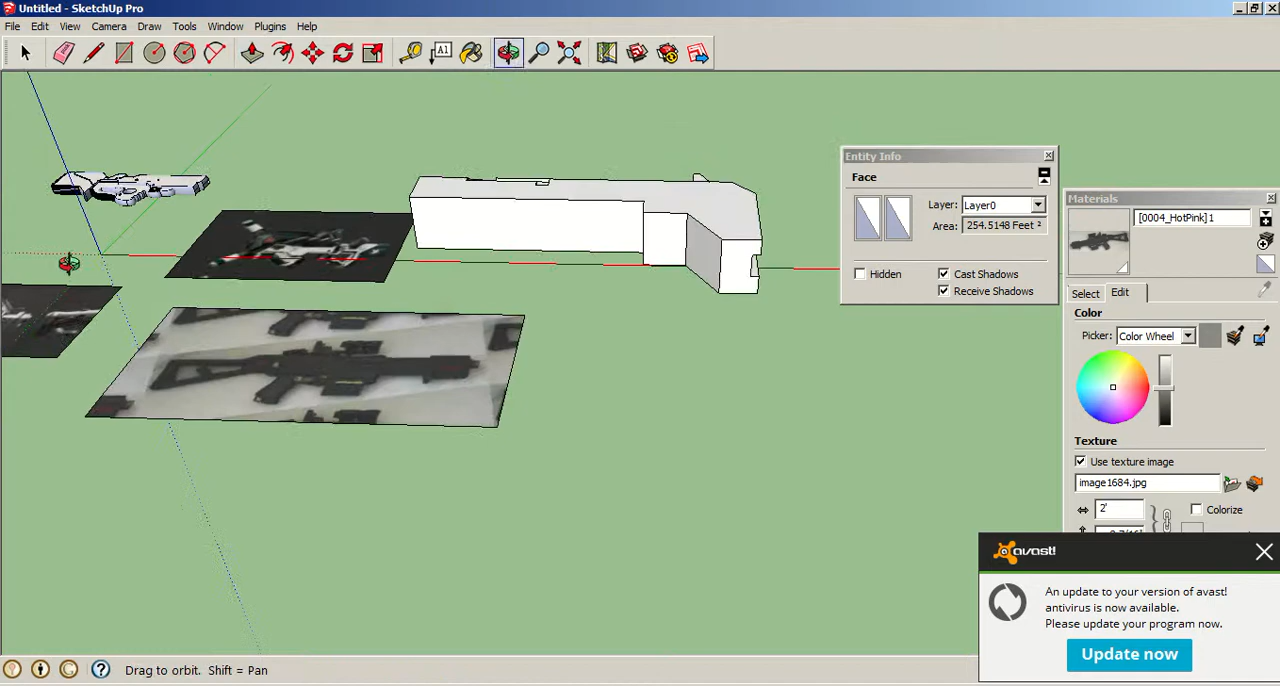 Untitled - SketchUp Pro
File Edit View Camera Draw Tools Window Plugins Help
A1
Entity Info
Face
Layer: Layer0
Area: 254.5148 Feet ²
Hidden Cast Shadows
Receive Shadows
Materials
[0004_HotPink]1
Select Edit
Color
Picker: Color Wheel
Texture
Use texture image
image1684.jpg
2' Colorize
avast!
An update to your version of avast!
antivirus is now available.
Please update your program now.
Update now
Drag to orbit. Shift = Pan